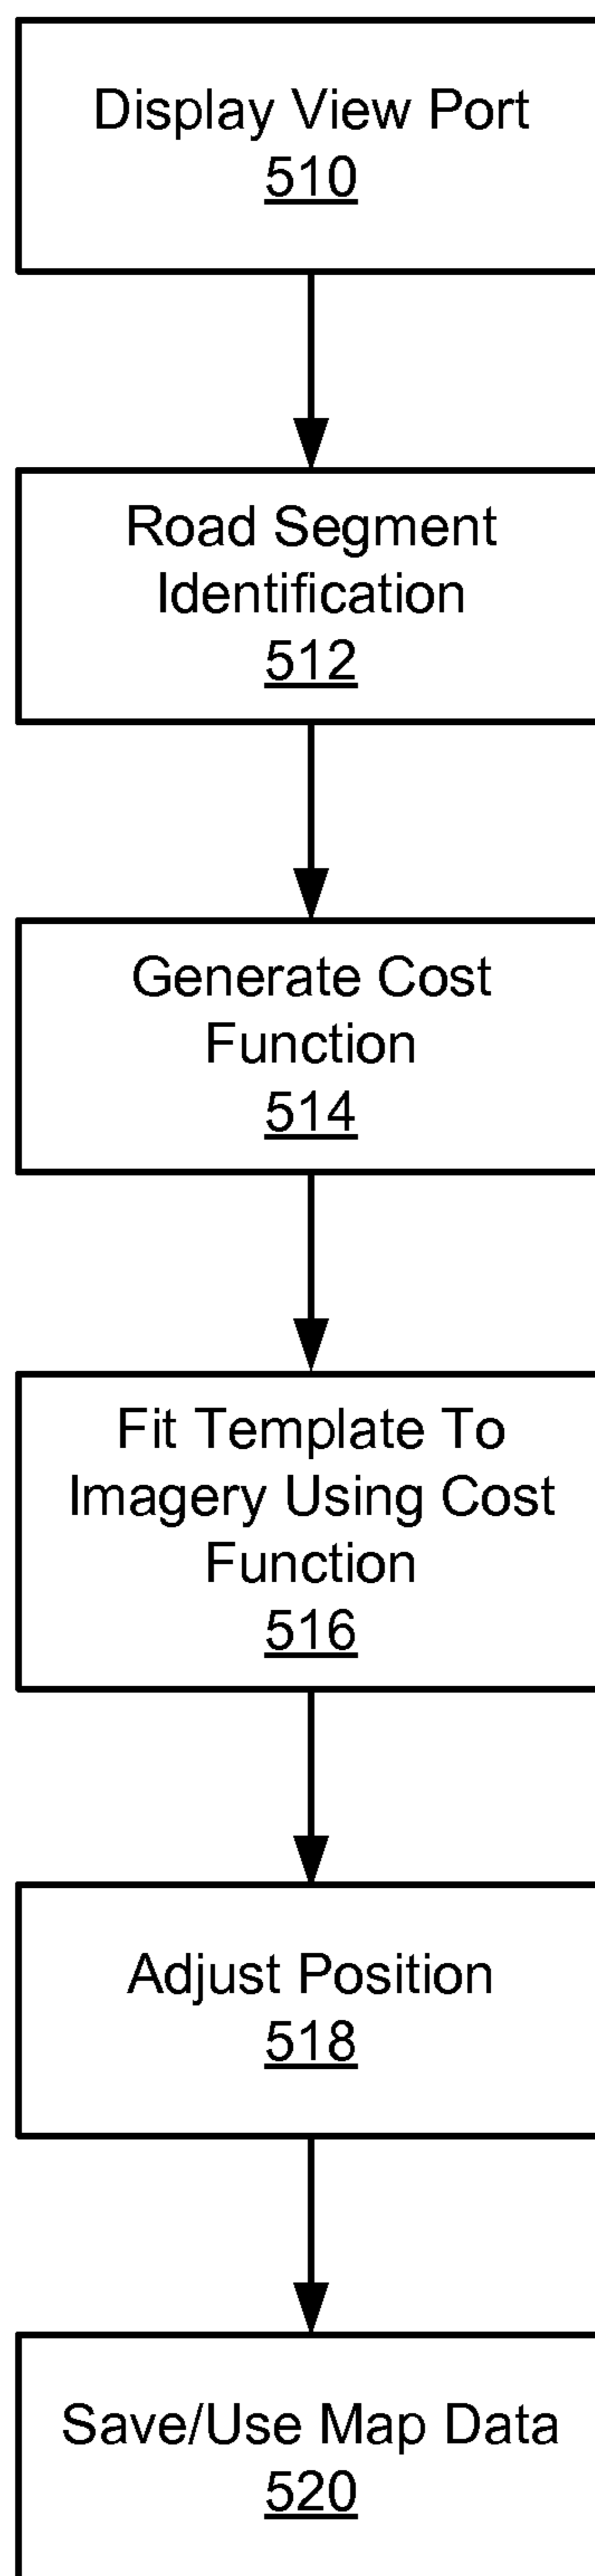 Display View Port
510
Road Segment
Identification
512
Generate Cost
Function
514
Fit Template To
Imagery Using Cost
Function
516
Adjust Position
518
Save/Use Map Data
520